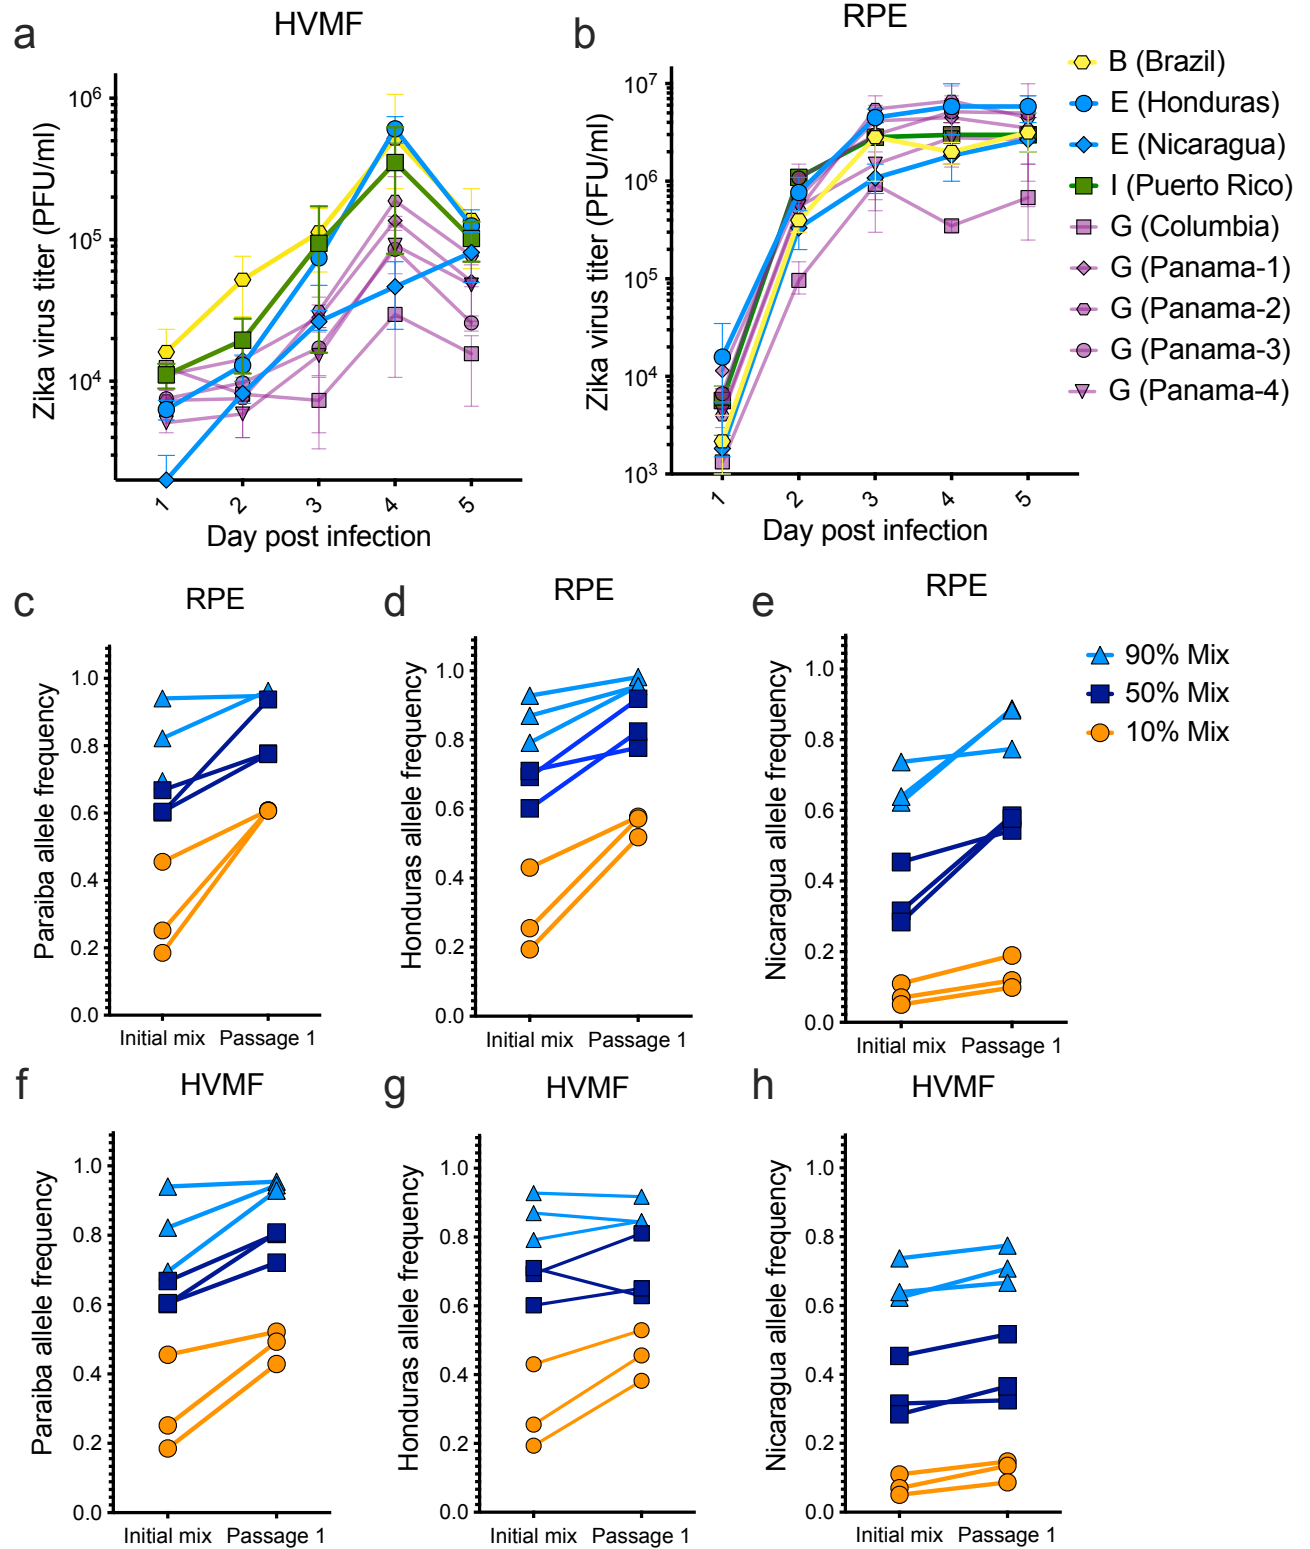 a
HVMF
b
RPE
Zika virus titer (PFU/ml)
10⁶
10⁵
10⁴
1 2 3 4 5
Day post infection
Zika virus titer (PFU/ml)
10⁷
10⁶
10⁵
10⁴
10³
1 2 3 4 5
Day post infection
B (Brazil)
E (Honduras)
E (Nicaragua)
I (Puerto Rico)
G (Columbia)
G (Panama-1)
G (Panama-2)
G (Panama-3)
G (Panama-4)
c
RPE
Paraiba allele frequency
1.0
0.8
0.6
0.4
0.2
0.0
Initial mix Passage 1
d
RPE
Honduras allele frequency
1.0
0.8
0.6
0.4
0.2
0.0
Initial mix Passage 1
e
RPE
Nicaragua allele frequency
1.0
0.8
0.6
0.4
0.2
0.0
Initial mix Passage 1
90% Mix
50% Mix
10% Mix
f
HVMF
Paraiba allele frequency
1.0
0.8
0.6
0.4
0.2
0.0
Initial mix Passage 1
g
HVMF
Honduras allele frequency
1.0
0.8
0.6
0.4
0.2
0.0
Initial mix Passage 1
h
HVMF
Nicaragua allele frequency
1.0
0.8
0.6
0.4
0.2
0.0
Initial mix Passage 1